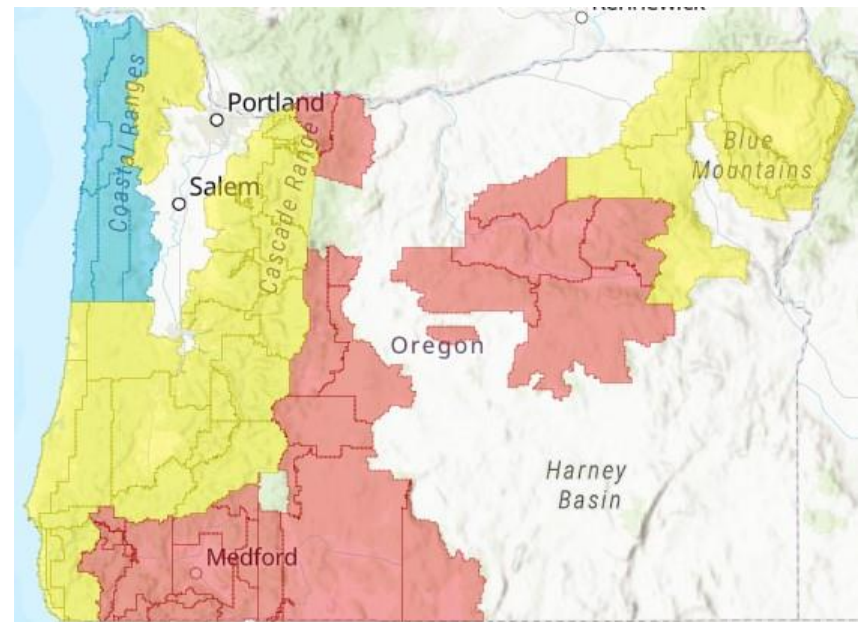 Portland
Coastal Ranges
Salem
Cascade Range
Blue
Mountains
Oregon
Harney
Basin
Medford